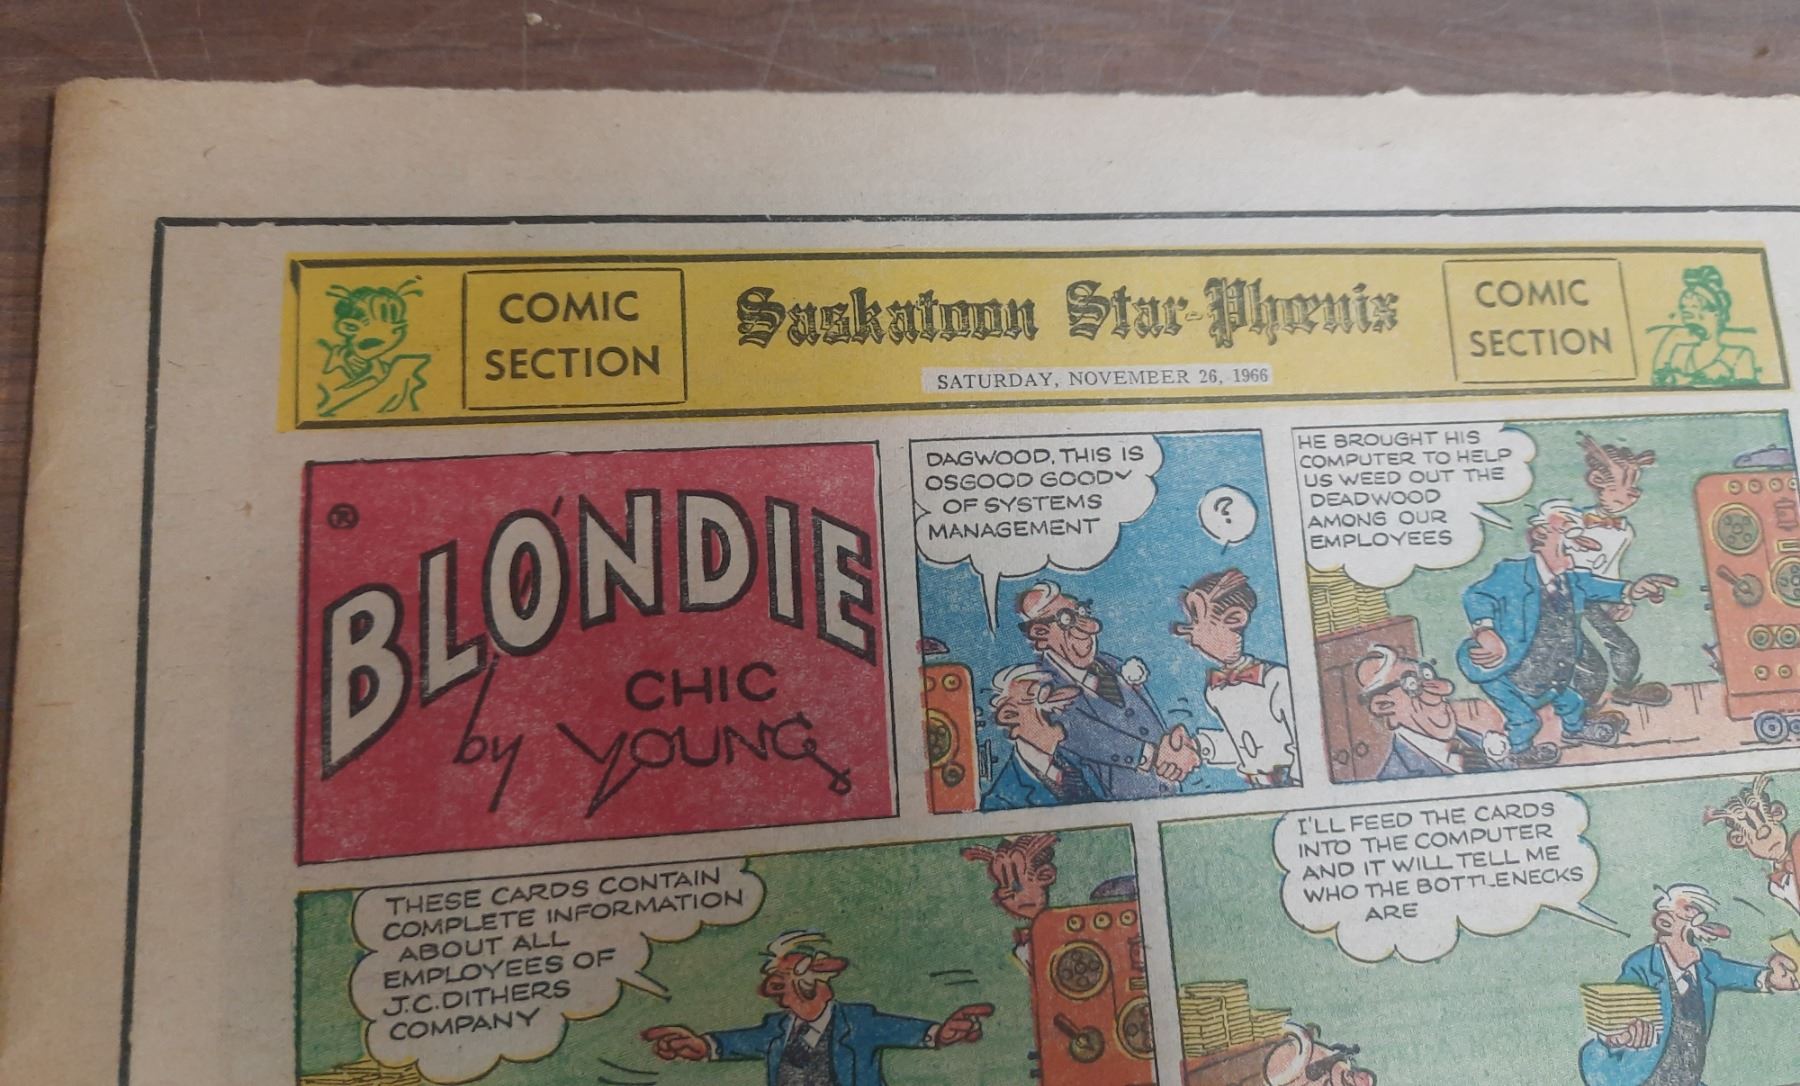 COMIC
SECTION
Saskatoon Star-Phœnix
SATURDAY, NOVEMBER 26, 1966
COMIC
SECTION
®
BLONDIE
by CHIC
YOUNG
DAGWOOD, THIS IS
OSGOOD GOODY
OF SYSTEMS
MANAGEMENT
?
HE BROUGHT HIS
COMPUTER TO HELP
US WEED OUT THE
DEADWOOD
AMONG OUR
EMPLOYEES
THESE CARDS CONTAIN
COMPLETE INFORMATION
ABOUT ALL
EMPLOYEES OF
J.C.DITHERS
COMPANY
I'LL FEED THE CARDS
INTO THE COMPUTER
AND IT WILL TELL ME
WHO THE BOTTLENECKS
ARE